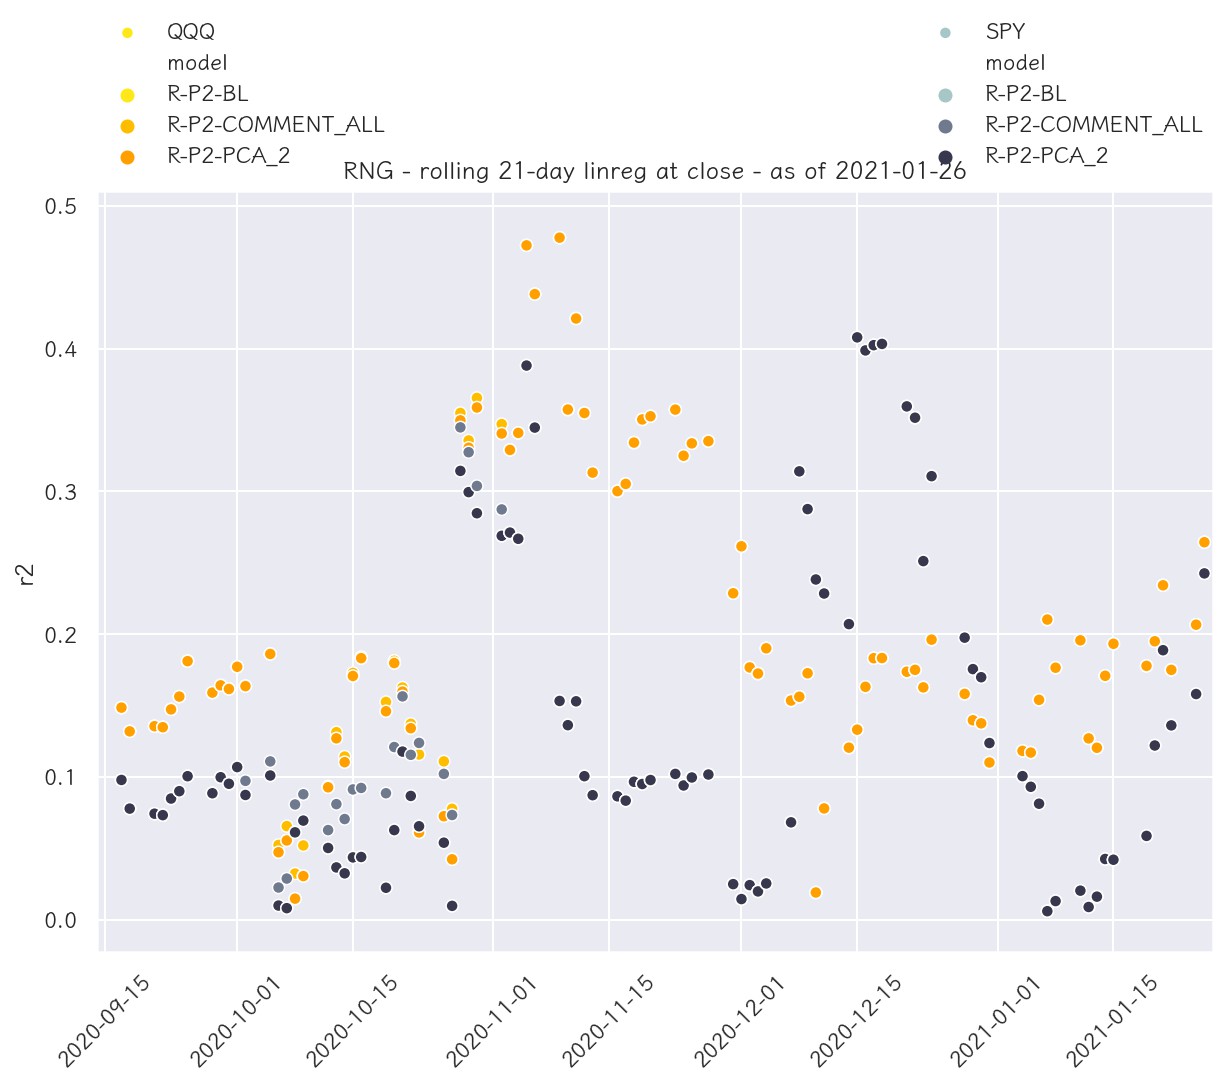 QQQ
model
R-P2-BL
R-P2-COMMENT_ALL
R-P2-PCA_2
SPY
model
R-P2-BL
R-P2-COMMENT_ALL
R-P2-PCA_2
RNG - rolling 21-day linreg at close - as of 2021-01-26
r2
0.5
0.4
0.3
0.2
0.1
0.0
2020-09-15
2020-10-01
2020-10-15
2020-11-01
2020-11-15
2020-12-01
2020-12-15
2021-01-01
2021-01-15